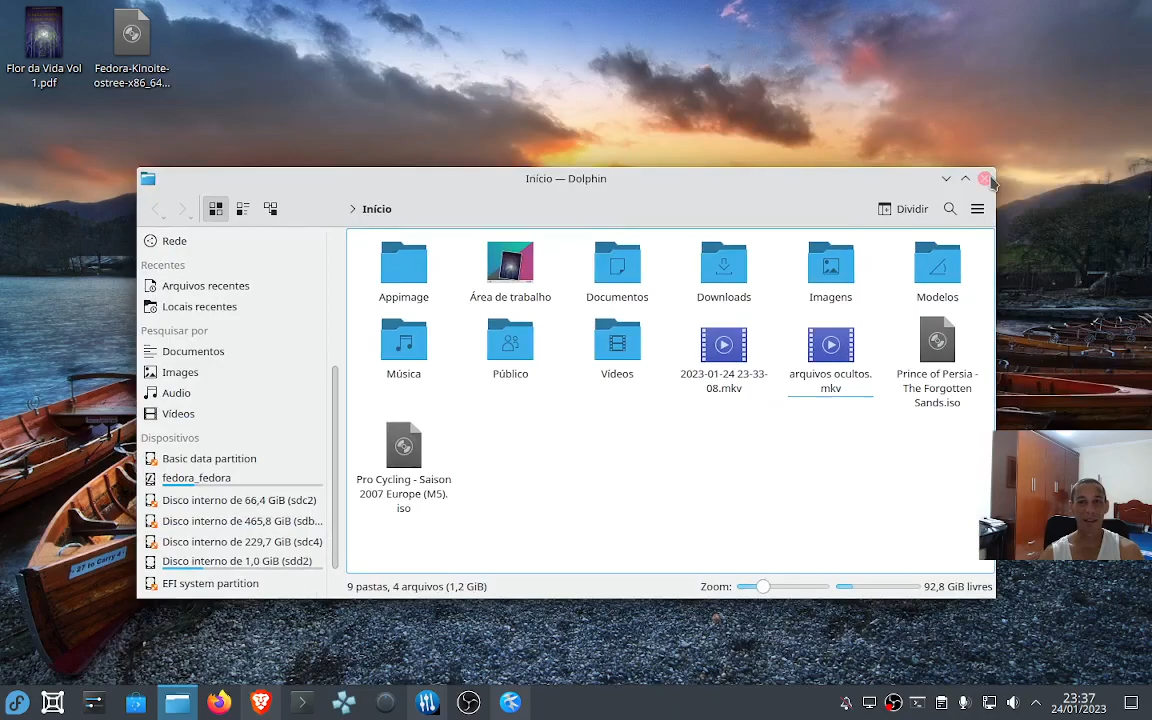 Flor da Vida Vol
1.pdf
Fedora-Kinoite-
ostree-x86_64...
Início — Dolphin
Início
Dividir
Rede
Recentes
Arquivos recentes
Locais recentes
Pesquisar por
Documentos
Images
Audio
Vídeos
Dispositivos
Basic data partition
fedora_fedora
Disco interno de 66,4 GiB (sdc2)
Disco interno de 465,8 GiB (sdb...
Disco interno de 229,7 GiB (sdc4)
Disco interno de 1,0 GiB (sdd2)
EFI system partition
Appimage
Área de trabalho
Documentos
Downloads
Imagens
Modelos
Música
Público
Vídeos
2023-01-24 23-33-
08.mkv
arquivos ocultos.
mkv
Prince of Persia -
The Forgotten
Sands.iso
Pro Cycling - Saison
2007 Europe (M5).
iso
9 pastas, 4 arquivos (1,2 GiB)
Zoom:
92,8 GiB livres
27 to Carry 4
23:37
24/01/2023